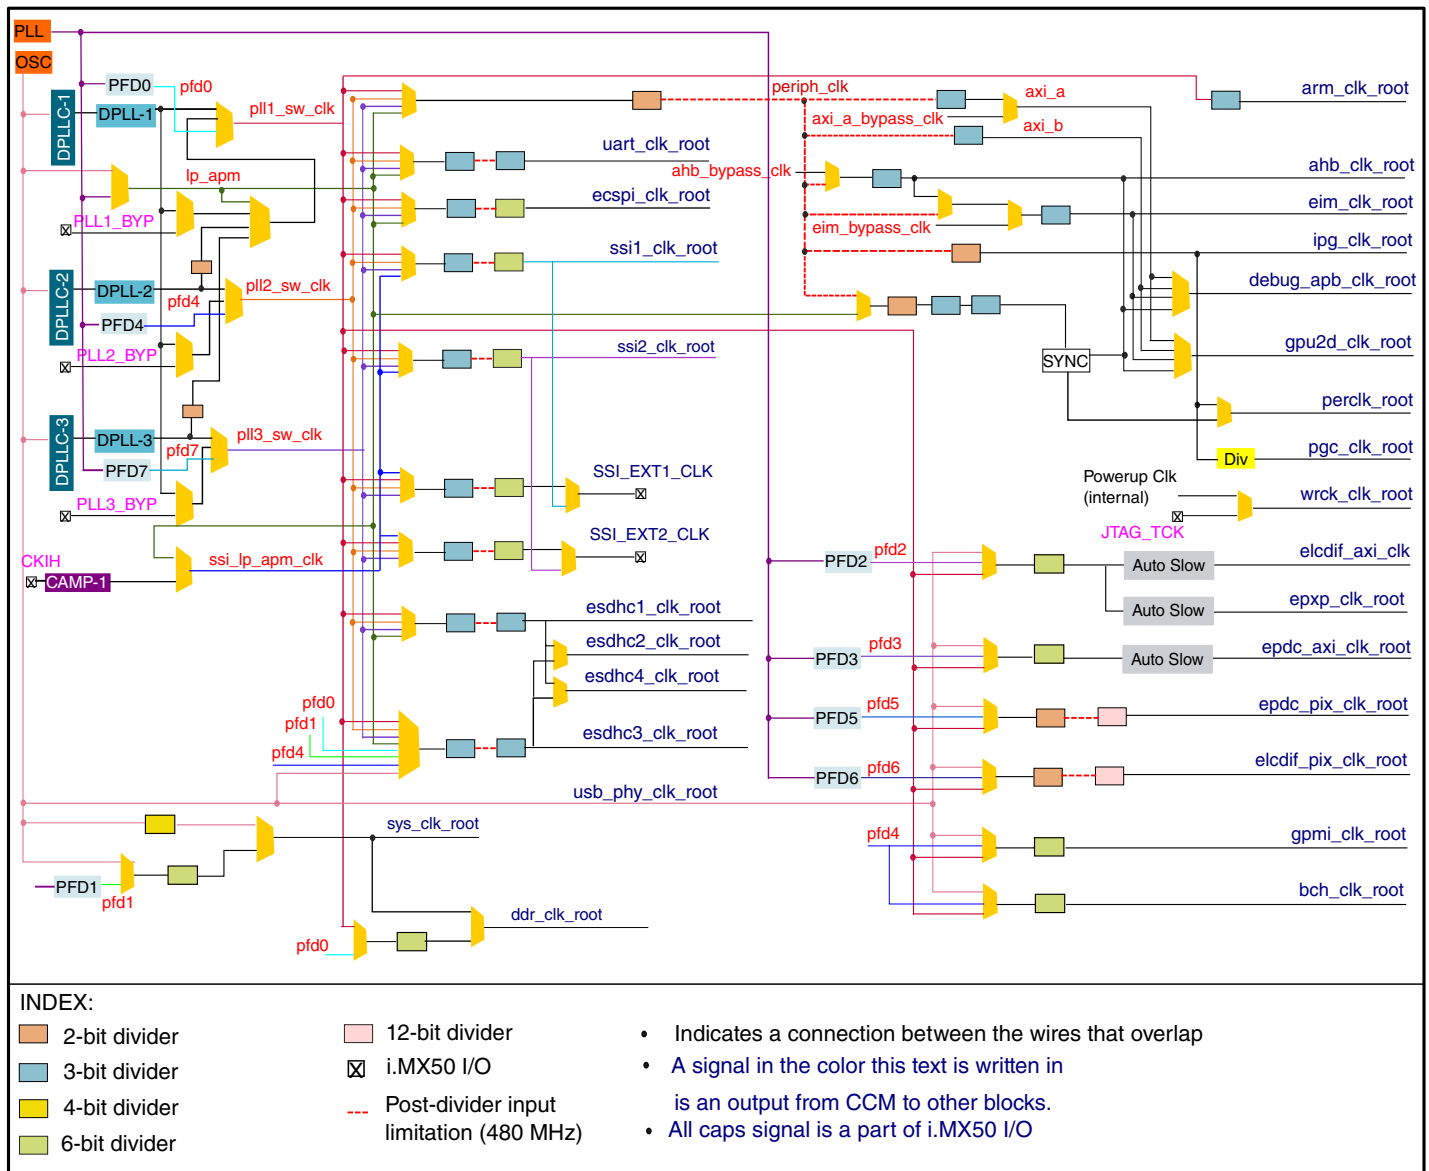 PLL
OSC
PFD0
pfd0
DPLLC-1
DPLL-1
pll1_sw_clk
periph_clk
axi_a
arm_clk_root
axi_a_bypass_clk
axi_b
uart_clk_root
lp_apm
ahb_bypass_clk
ahb_clk_root
ecspi_clk_root
eim_clk_root
PLL1_BYP
eim_bypass_clk
ssi1_clk_root
ipg_clk_root
DPLLC-2
DPLL-2
pfd4
pll2_sw_clk
debug_apb_clk_root
PFD4
PLL2_BYP
ssi2_clk_root
SYNC
gpu2d_clk_root
perclk_root
DPLLC-3
DPLL-3
pfd7
pll3_sw_clk
Div
pgc_clk_root
PFD7
SSI_EXT1_CLK
Powerup Clk
(internal)
wrck_clk_root
PLL3_BYP
JTAG_TCK
SSI_EXT2_CLK
CKIH
CAMP-1
ssi_lp_apm_clk
PFD2
pfd2
Auto Slow
elcdif_axi_clk
Auto Slow
epxp_clk_root
esdhc1_clk_root
esdhc2_clk_root
PFD3
pfd3
Auto Slow
epdc_axi_clk_root
esdhc4_clk_root
pfd0
pfd1
pfd4
esdhc3_clk_root
PFD5
pfd5
epdc_pix_clk_root
PFD6
pfd6
elcdif_pix_clk_root
usb_phy_clk_root
sys_clk_root
pfd4
gpmi_clk_root
PFD1
pfd1
bch_clk_root
ddr_clk_root
pfd0
INDEX:
2-bit divider
3-bit divider
4-bit divider
6-bit divider
12-bit divider
i.MX50 I/O
Post-divider input
limitation (480 MHz)
• Indicates a connection between the wires that overlap
• A signal in the color this text is written in
is an output from CCM to other blocks.
• All caps signal is a part of i.MX50 I/O